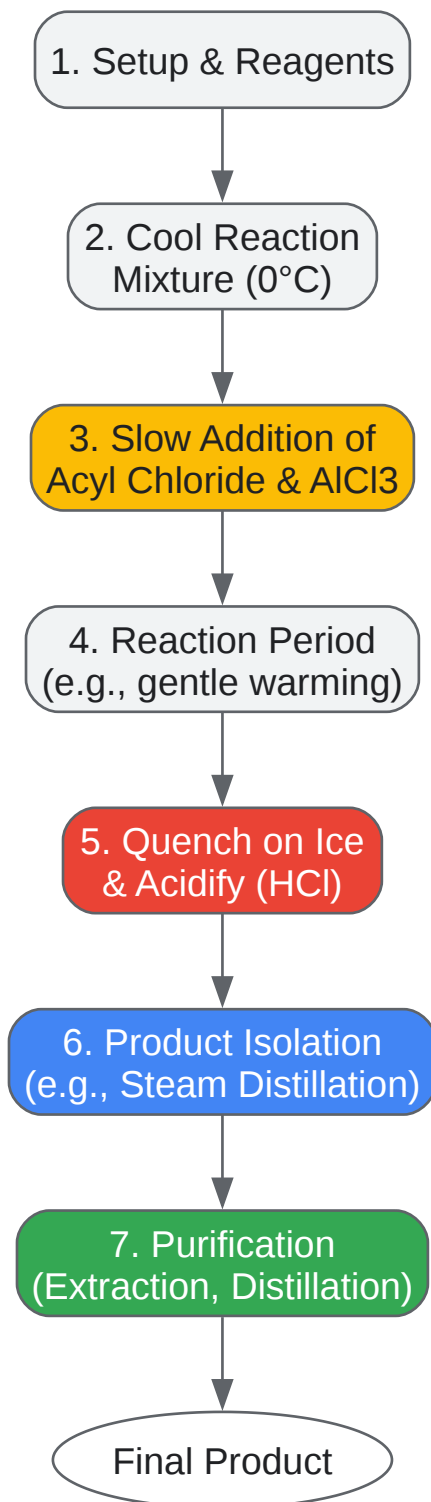 1. Setup & Reagents
2. Cool Reaction
Mixture (0°C)
3. Slow Addition of
Acyl Chloride & AlCl3
4. Reaction Period
(e.g., gentle warming)
5. Quench on Ice
& Acidify (HCl)
6. Product Isolation
(e.g., Steam Distillation)
7. Purification
(Extraction, Distillation)
Final Product